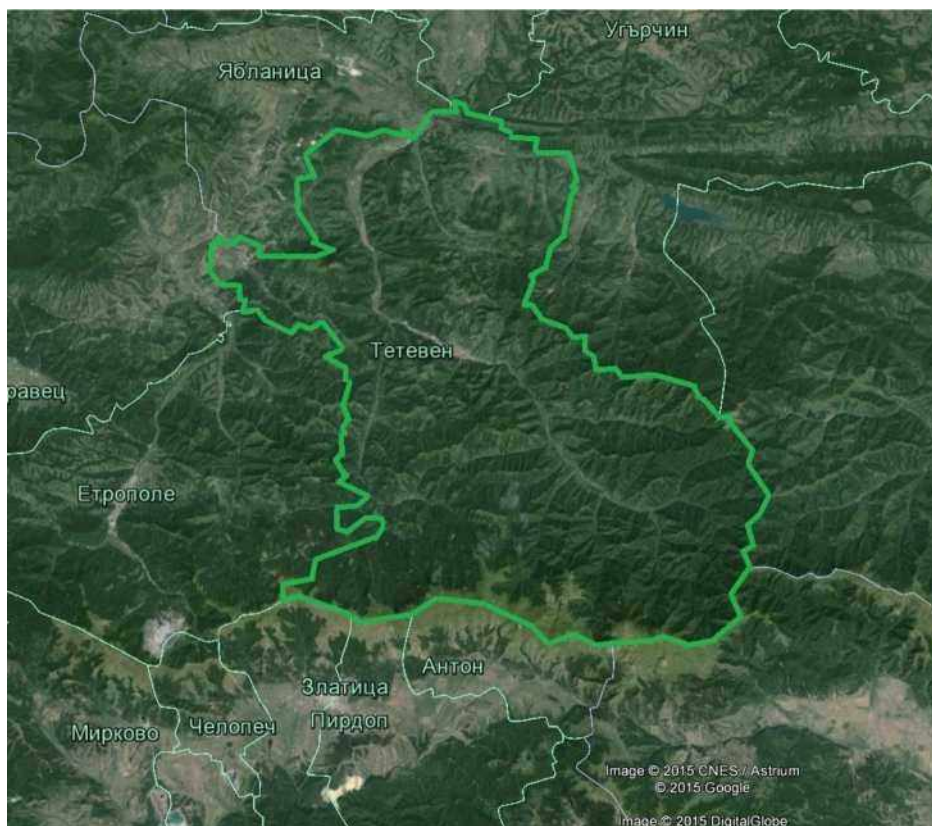 Угърчин
Ябланица
Тетевен
равец
Етрополе
Антон
Златица
Мирково
Челопеч
Пирдоп
Image © 2015 CNES / Astrium
© 2015 Google
Image © 2015 DigitalGlobe